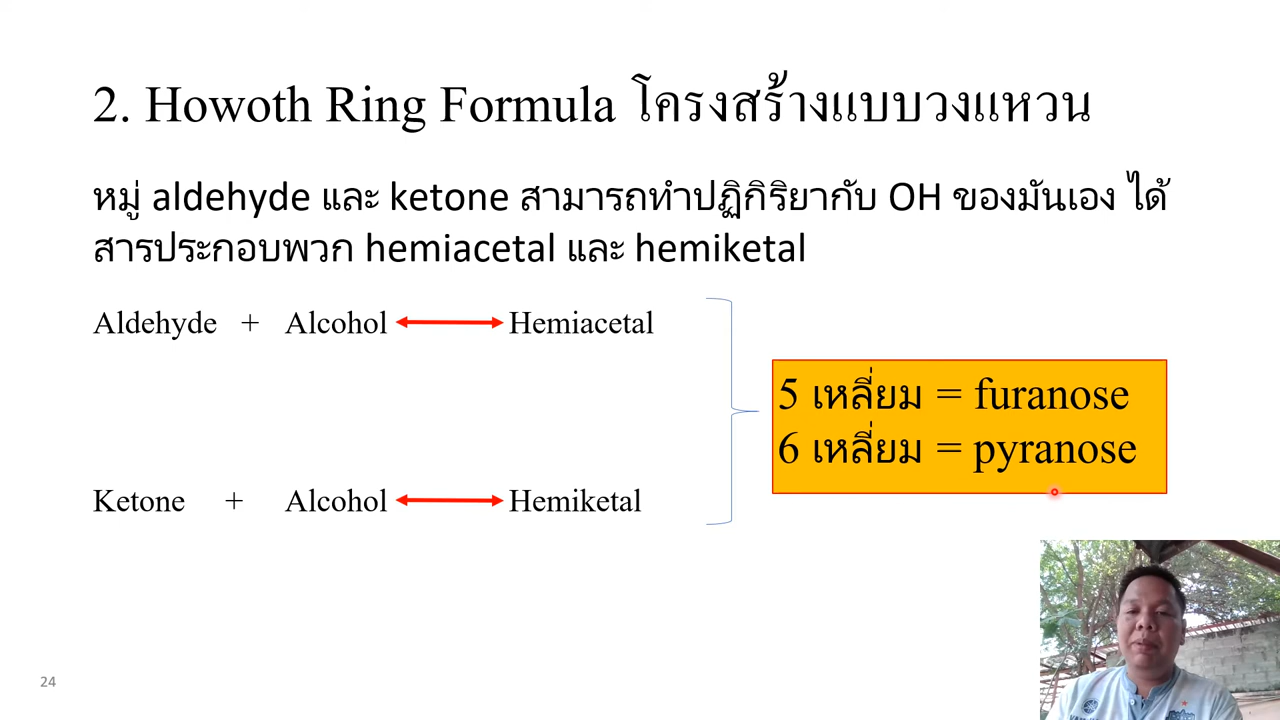 2. Howoth Ring Formula โครงสร้างแบบวงแหวน
หมู่ aldehyde และ ketone สามารถทำปฏิกิริยากับ OH ของมันเอง ได้
สารประกอบพวก hemiacetal และ hemiketal
Aldehyde + Alcohol Hemiacetal
5 เหลี่ยม = furanose
6 เหลี่ยม = pyranose
Ketone + Alcohol Hemiketal
24